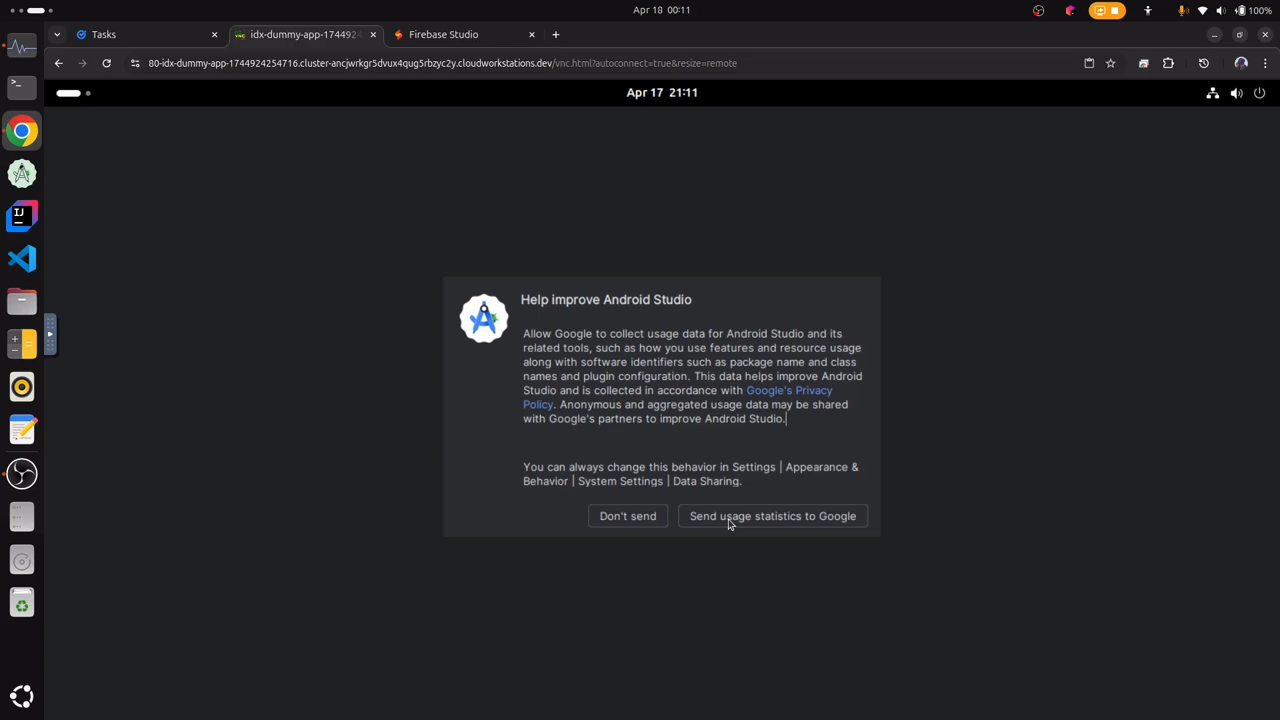 Apr 18 00:11
100%
Tasks
idx-dummy-app-17449242
Firebase Studio
80-idx-dummy-app-1744924254716.cluster-ancjwrkgr5dvux4qug5rbzyc2y.cloudworkstations.dev/vnc.html?autoconnect=true&resize=remote
Apr 17 21:11
Help improve Android Studio
Allow Google to collect usage data for Android Studio and its
related tools, such as how you use features and resource usage
along with software identifiers such as package name and class
names and plugin configuration. This data helps improve Android
Studio and is collected in accordance with Google's Privacy
Policy. Anonymous and aggregated usage data may be shared
with Google's partners to improve Android Studio.
You can always change this behavior in Settings | Appearance &
Behavior | System Settings | Data Sharing.
Don't send
Send usage statistics to Google